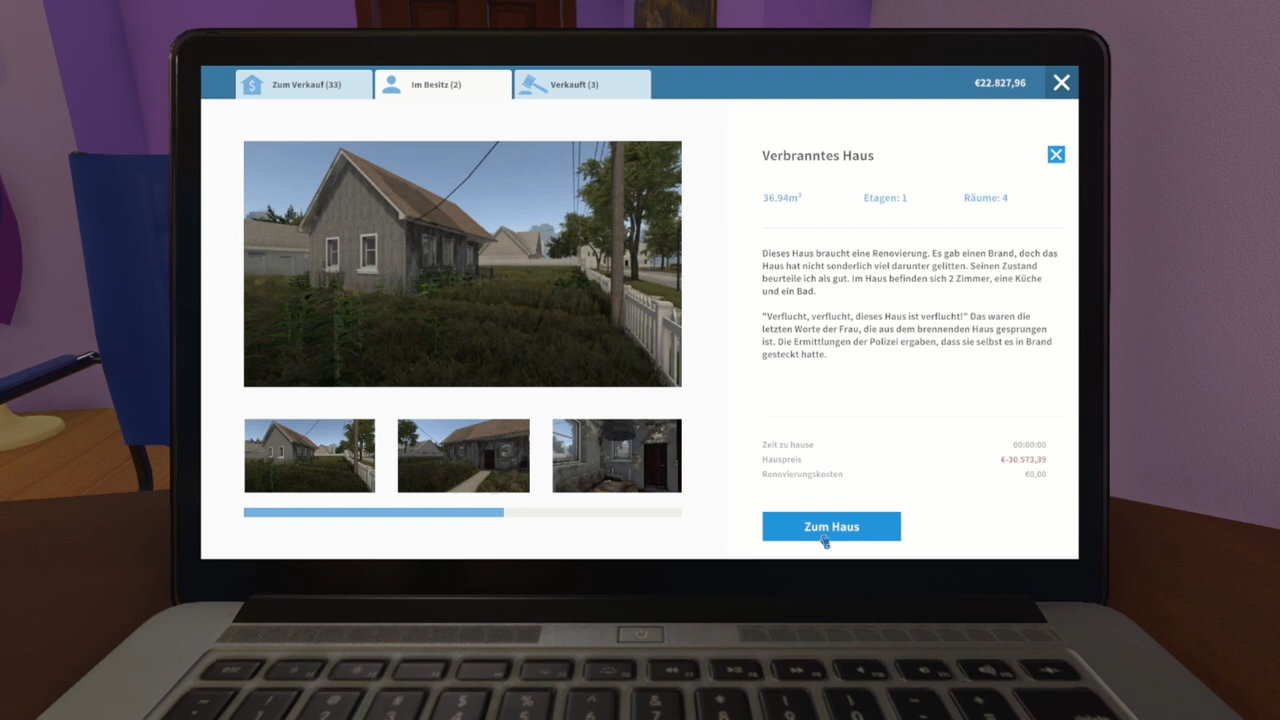 Zum Verkauf (33)
Im Besitz (2)
Verkauft (3)
€22.827,96
Verbranntes Haus
36.94m²
Etagen: 1
Räume: 4
Dieses Haus braucht eine Renovierung. Es gab einen Brand, doch das
Haus hat nicht sonderlich viel darunter gelitten. Seinen Zustand
beurteile ich als gut. Im Haus befinden sich 2 Zimmer, eine Küche
und ein Bad.
"Verflucht, verflucht, dieses Haus ist verflucht!" Das waren die
letzten Worte der Frau, die aus dem brennenden Haus gesprungen
ist. Die Ermittlungen der Polizei ergaben, dass sie selbst es in Brand
gesteckt hatte.
Zeit zu hause
00:00:00
Hauspreis
€-30.573,39
Renovierungskosten
€0,00
Zum Haus